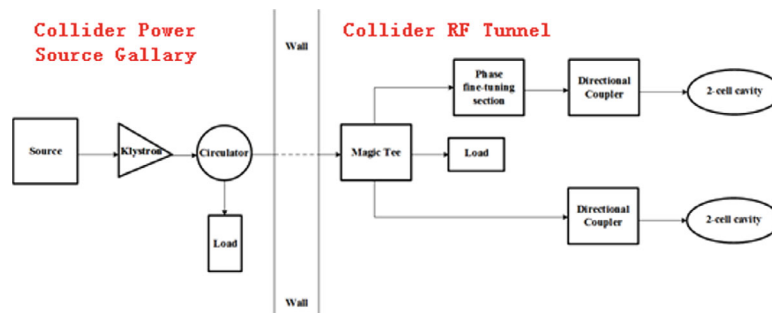 Collider Power
Source Gallary
Wall
Collider RF Tunnel
Phase
fine-tuning
section
Directional
Coupler
2-cell cavity
Source
Klystron
Circulator
Magic Tee
Load
Load
Directional
Coupler
2-cell cavity
Wall